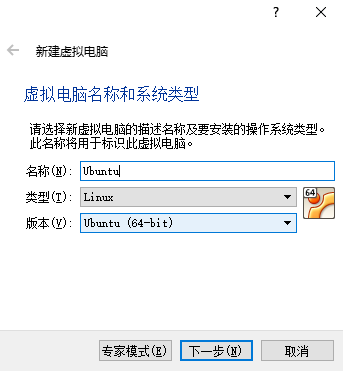 ?
新建虚拟电脑
虚拟电脑名称和系统类型
请选择新虚拟电脑的描述名称及要安装的操作系统类型。
此名称将用于标识此虚拟电脑。
名称(N): Ubuntu
类型(T): Linux
64
版本(V): Ubuntu (64-bit)
专家模式(E) 下一步(N) 取消